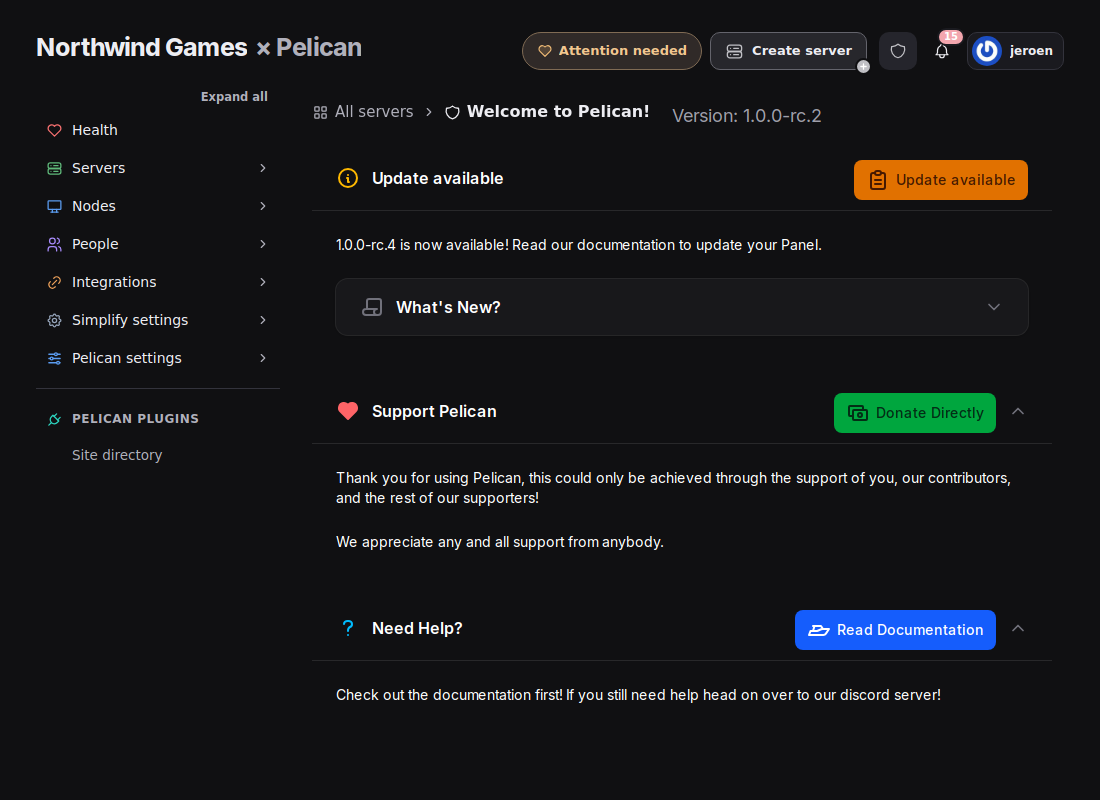 Northwind Games × Pelican
Attention needed
Create server
15
jeroen
Expand all
Health
Servers
Nodes
People
Integrations
Simplify settings
Pelican settings
PELICAN PLUGINS
Site directory
All servers
Welcome to Pelican!
Version: 1.0.0-rc.2
Update available
Update available
1.0.0-rc.4 is now available! Read our documentation to update your Panel.
What's New?
Support Pelican
Donate Directly
Thank you for using Pelican, this could only be achieved through the support of you, our contributors,
and the rest of our supporters!
We appreciate any and all support from anybody.
Need Help?
Read Documentation
Check out the documentation first! If you still need help head on over to our discord server!